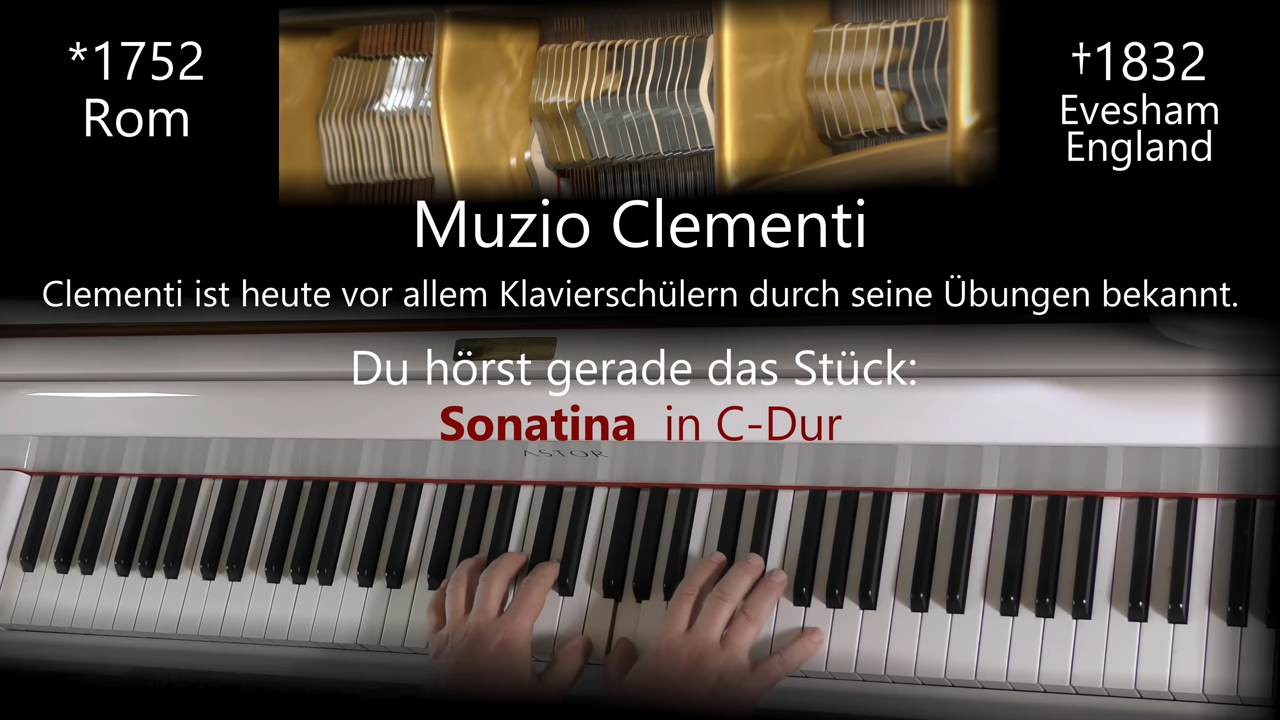 *1752
Rom
†1832
Evesham
England
Muzio Clementi
Clementi ist heute vor allem Klavierschülern durch seine Übungen bekannt.
Du hörst gerade das Stück:
Sonatina in C-Dur
ASTOR